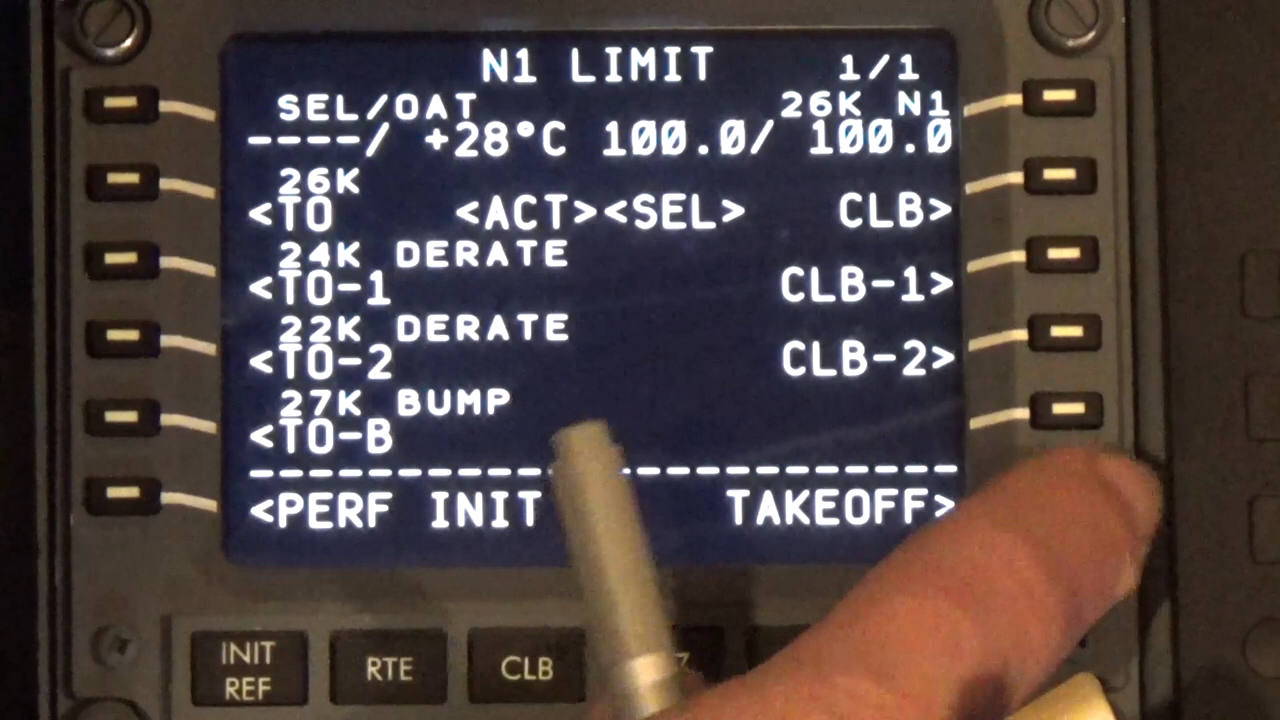 N1 LIMIT 1/1
SEL/OAT 26K N1
----/ +28°C 100.0/ 100.0
26K
<TO <ACT><SEL> CLB>
24K DERATE
<TO-1 CLB-1>
22K DERATE
<TO-2 CLB-2>
27K BUMP
<TO-B
<PERF INIT TAKEOFF>
INIT REF RTE CLB